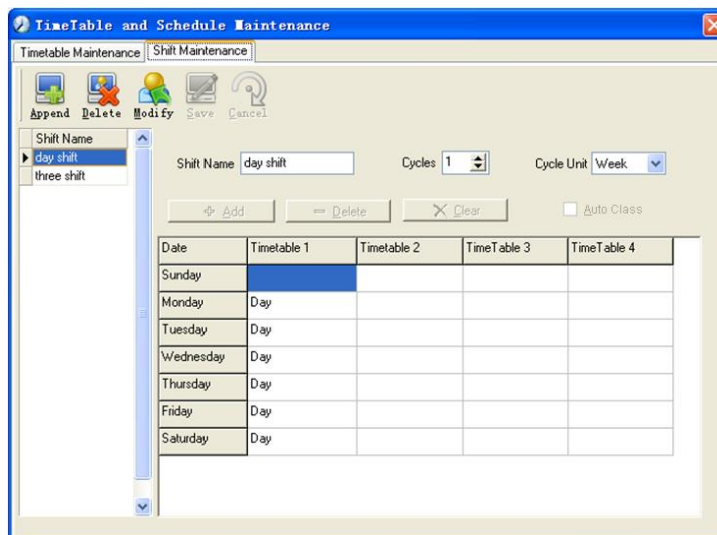 TimeTable and Schedule Maintenance
Timetable Maintenance Shift Maintenance
Append Delete Modify Save Cancel
Shift Name
day shift
three shift
Shift Name day shift Cycles 1 Cycle Unit Week
Add Delete Clear Auto Class
Date Timetable 1 Timetable 2 TimeTable 3 TimeTable 4
Sunday
Monday Day
Tuesday Day
Wednesday Day
Thursday Day
Friday Day
Saturday Day